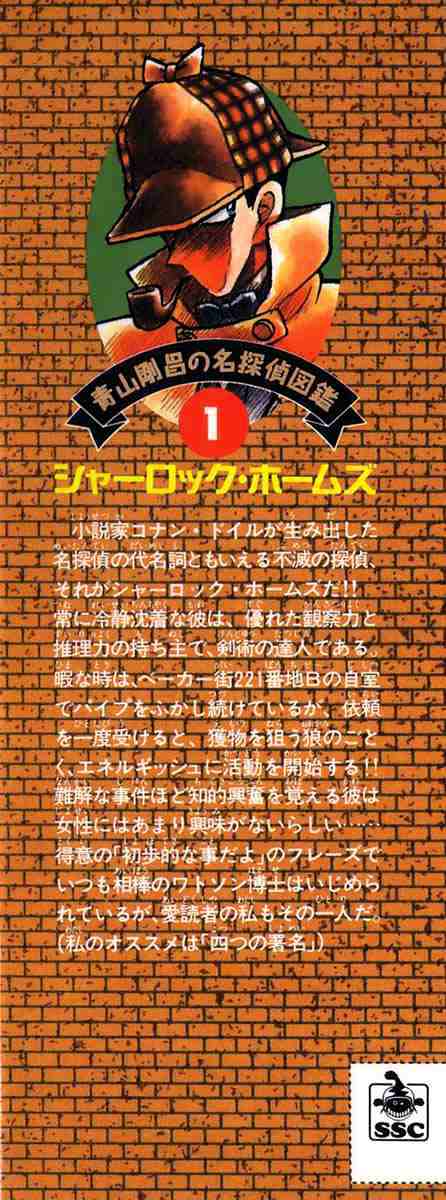 青山剛昌の名探偵図鑑
1
シャーロック・ホームズ
小説家コナン・ドイルが生み出した
名探偵の代名詞ともいえる不滅の探偵、
それがシャーロック・ホームズだ!!
常に冷静沈着な彼は、優れた観察力と
推理力の持ち主で、剣術の達人である。
暇な時は、ベーカー街221番地Bの自室
でパイプをふかし続けているが、依頼
を一度受けると、獲物を狙う狼のごと
く、エネルギッシュに活動を開始する!!
難解な事件ほど知的興奮を覚える彼は
女性にはあまり興味がないらしい……
得意の「初歩的な事だよ」のフレーズで
いつも相棒のワトソン博士はいじめら
れているが、愛読者の私もその一人だ。
(私のオススメは「四つの署名」)
SSC